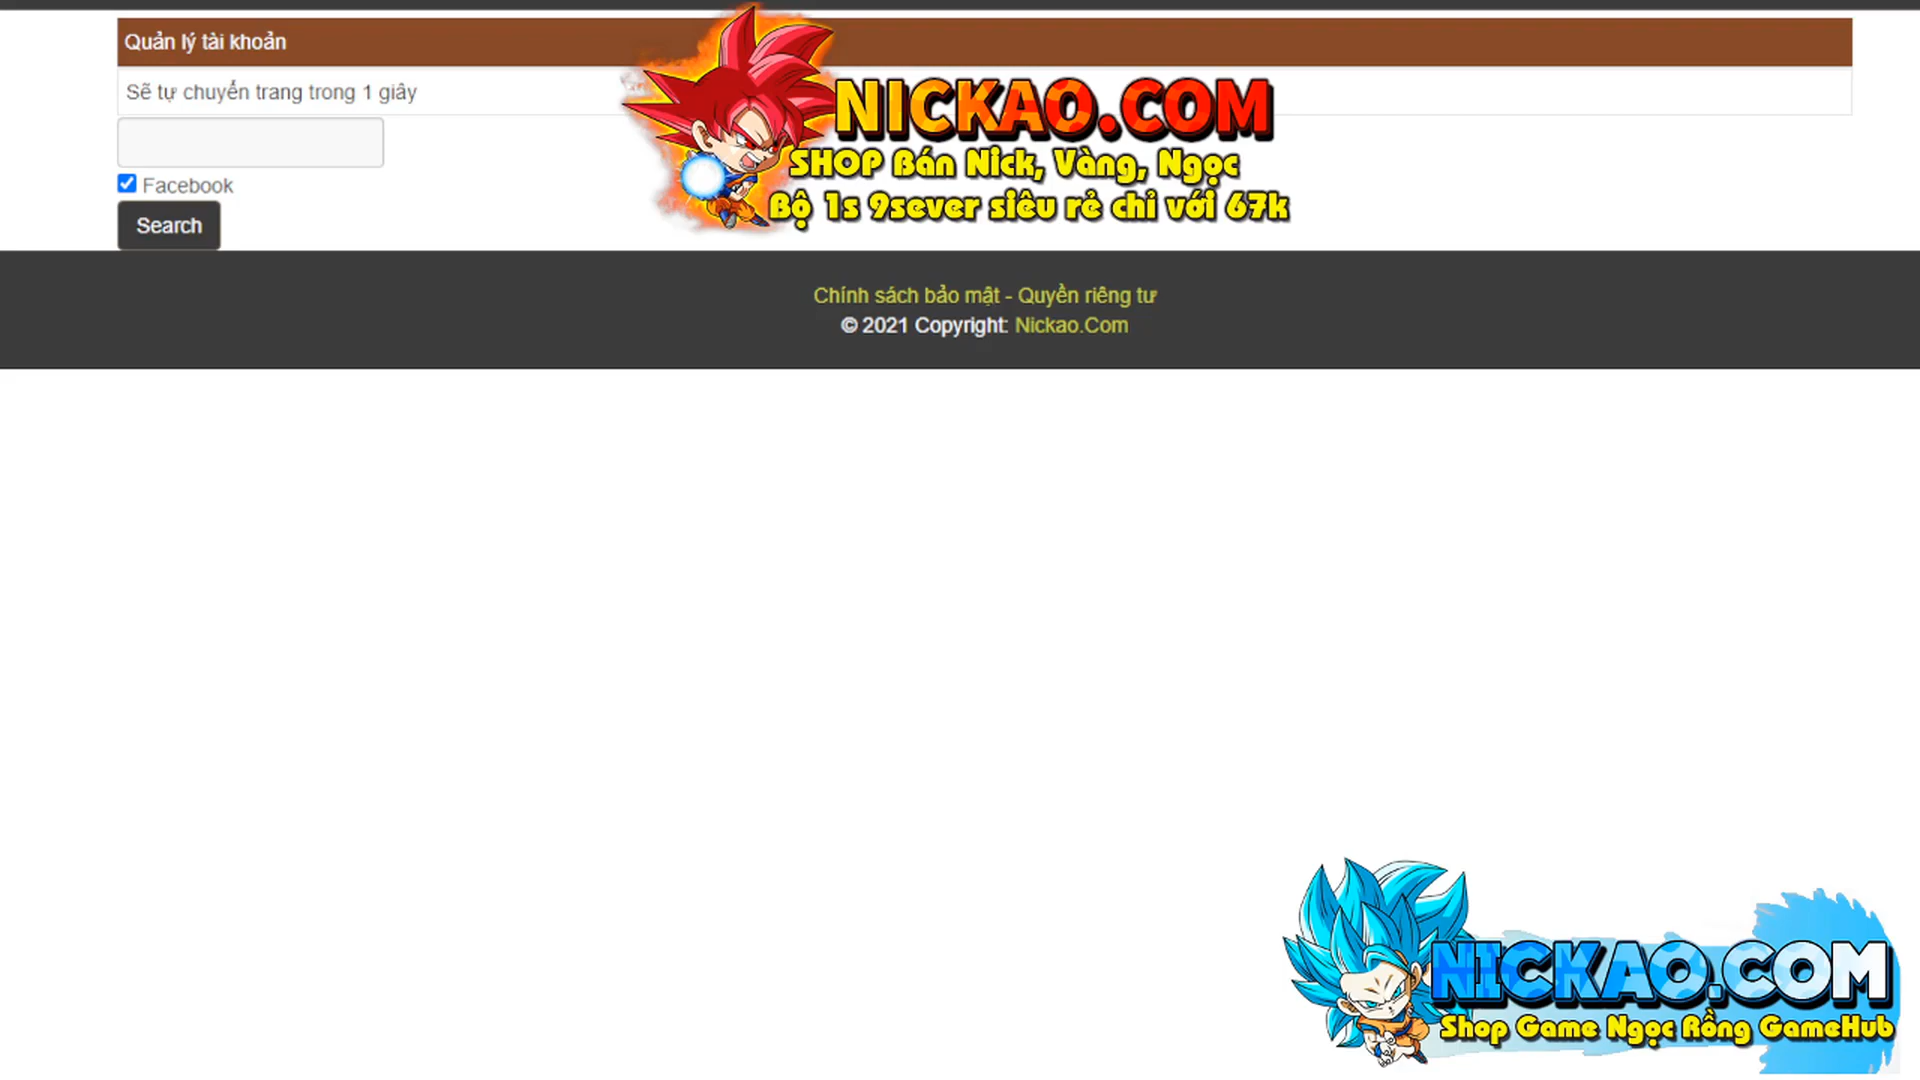 Quản lý tài khoản
Sẽ tự chuyển trang trong 1 giây
NICKAO.COM
SHOP Bán Nick, Vàng, Ngọc
Bộ 1s 9sever siêu rẻ chỉ với 67k
Facebook
Search
Chính sách bảo mật - Quyền riêng tư
© 2021 Copyright: Nickao.Com
NICKAO.COM
Shop Game Ngọc Rồng GameHub